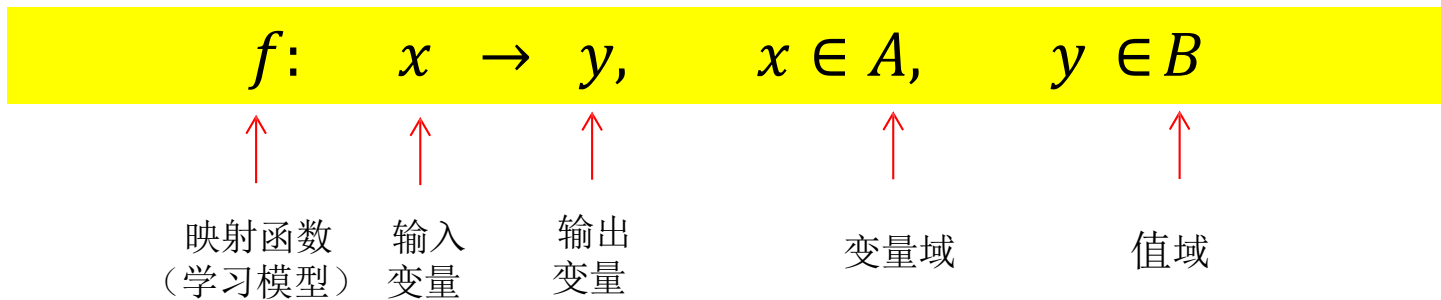 f: x → y, x ∈ A, y ∈ B
映射函数
（学习模型）
输入
变量
输出
变量
变量域
值域